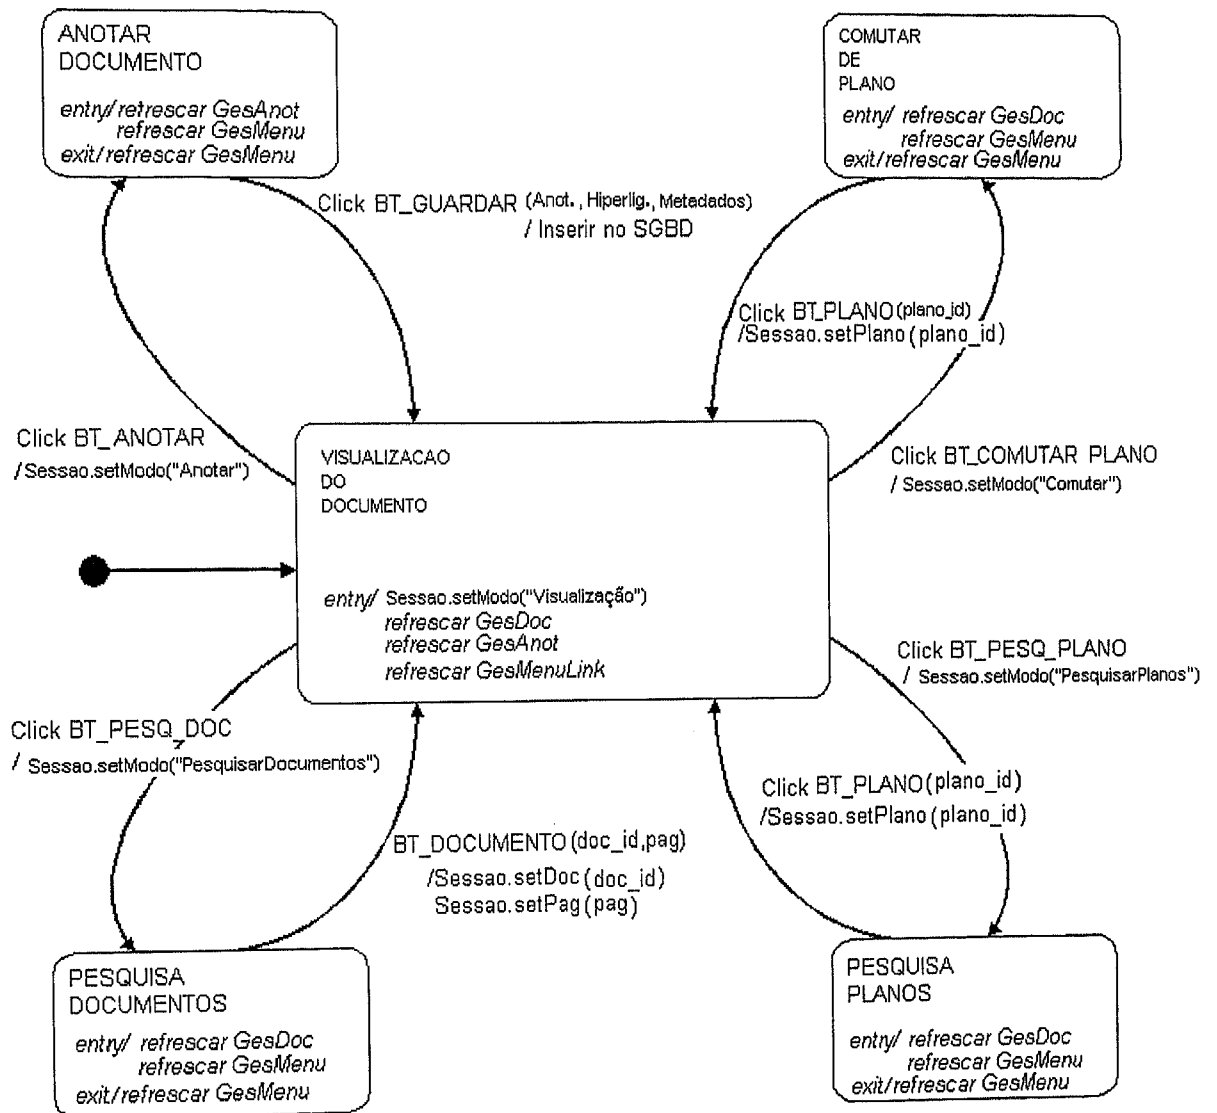 ANOTAR
DOCUMENTO
entry/ refrescar GesAnot
refrescar GesMenu
exit/refrescar GesMenu
COMUTAR
DE
PLANO
entry/ refrescar GesDoc
refrescar GesMenu
exit/refrescar GesMenu
Click BT_GUARDAR (Anot., Hiperlig., Metadados)
/ Inserir no SGBD
Click BT_PLANO(plano_id)
/Sessao.setPlano(plano_id)
Click BT_ANOTAR
/ Sessao.setModo("Anotar")
Click BT_COMUTAR PLANO
/ Sessao.setModo("Comutar")
VISUALIZACAO
DO
DOCUMENTO
entry/ Sessao.setModo("Visualização")
refrescar GesDoc
refrescar GesAnot
refrescar GesMenuLink
Click BT_PESQ_PLANO
/ Sessao.setModo("PesquisarPlanos")
Click BT_PESQ_DOC
/ Sessao.setModo("PesquisarDocumentos")
Click BT_PLANO(plano_id)
/Sessao.setPlano(plano_id)
BT_DOCUMENTO(doc_id,pag)
/Sessao.setDoc(doc_id)
Sessao.setPag(pag)
PESQUISA
DOCUMENTOS
entry/ refrescar GesDoc
refrescar GesMenu
exit/refrescar GesMenu
PESQUISA
PLANOS
entry/ refrescar GesDoc
refrescar GesMenu
exit/refrescar GesMenu